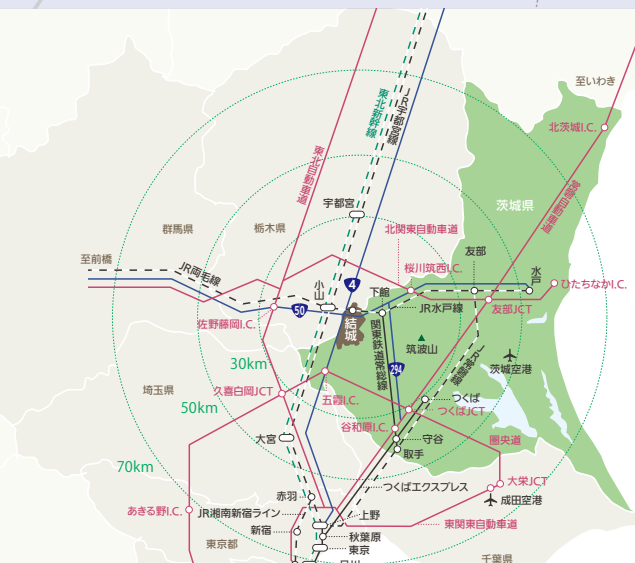 至いわき
北茨城I.C.
東北新幹線
JR宇都宮線
東北自動車道
常磐自動車道
茨城県
宇都宮
群馬県
栃木県
北関東自動車道
友部
至前橋
JR両毛線
桜川筑西I.C.
水戸
ひたちなかI.C.
小山
4
下館
50
JR水戸線
友部JCT
佐野藤岡I.C.
結城
関東鉄道常総線
筑波山
JR常磐線
茨城空港
30km
294
埼玉県
久喜白岡JCT
五霞I.C.
つくば
つくばJCT
50km
谷和原I.C.
大宮
守谷
圏央道
取手
70km
つくばエクスプレス
大栄JCT
赤羽
成田空港
あきる野I.C.
JR湘南新宿ライン
上野
東関東自動車道
新宿
秋葉原
東京都
東京
千葉県